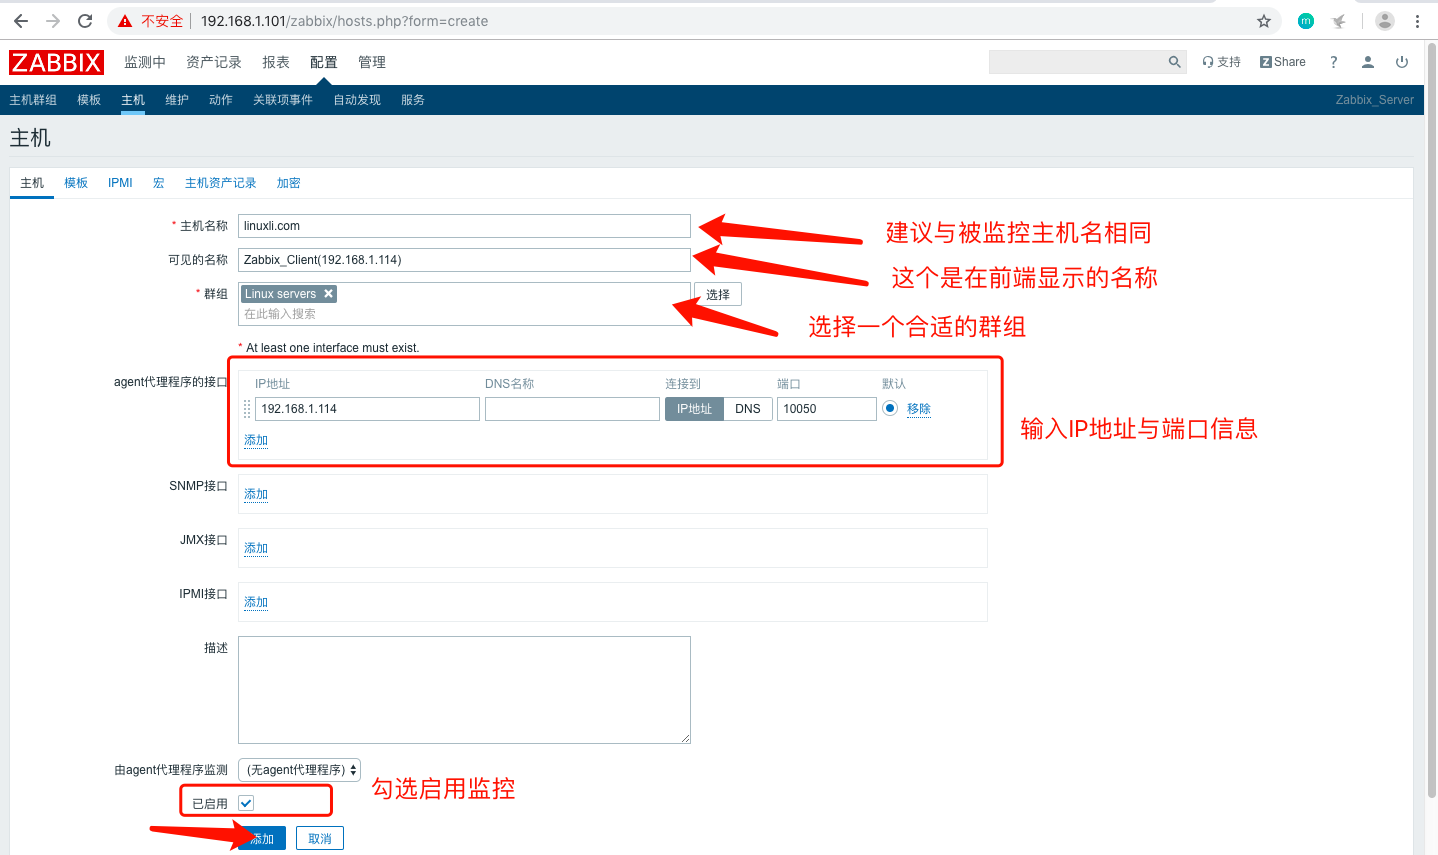 不安全 192.168.1.101/zabbix/hosts.php?form=create m
ZABBIX 监测中 资产记录 报表 配置 管理 支持 Z Share ?
主机群组 模板 主机 维护 动作 关联项事件 自动发现 服务 Zabbix_Server
主机
主机 模板 IPMI 宏 主机资产记录 加密
* 主机名称 linuxli.com 建议与被监控主机名相同
可见的名称 Zabbix_Client(192.168.1.114) 这个是在前端显示的名称
* 群组 Linux servers 选择
在此输入搜索 选择一个合适的群组
* At least one interface must exist.
agent代理程序的接口 IP地址 DNS名称 连接到 端口 默认
192.168.1.114 IP地址 DNS 10050 移除
输入IP地址与端口信息
添加
SNMP接口 添加
JMX接口 添加
IPMI接口 添加
描述
由agent代理程序监测 (无agent代理程序)
勾选启用监控
已启用
添加 取消